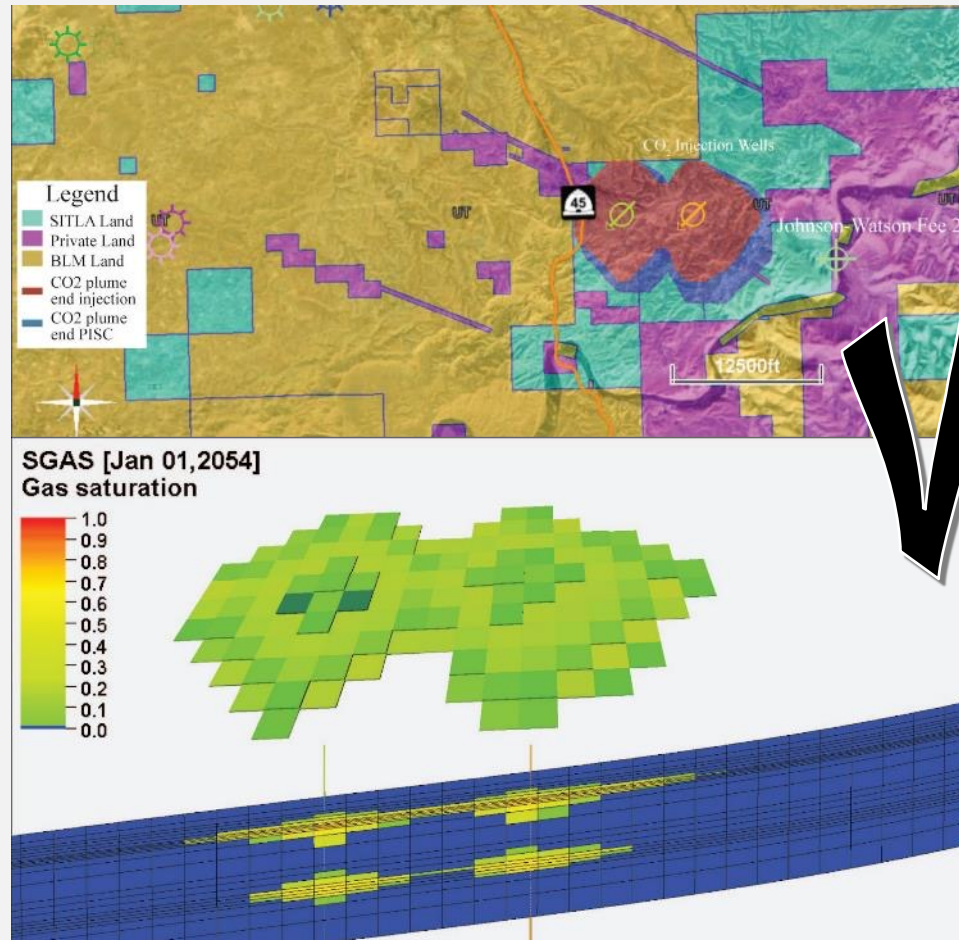 CO₂ Injection Wells
Legend
SITLA Land
Private Land
BLM Land
CO2 plume
end injection
CO2 plume
end PISC
UT
UT
45
UT
UT
Johnson-Watson Fee 2
12500ft
SGAS [Jan 01,2054]
Gas saturation
1.0
0.9
0.8
0.7
0.6
0.5
0.4
0.3
0.2
0.1
0.0